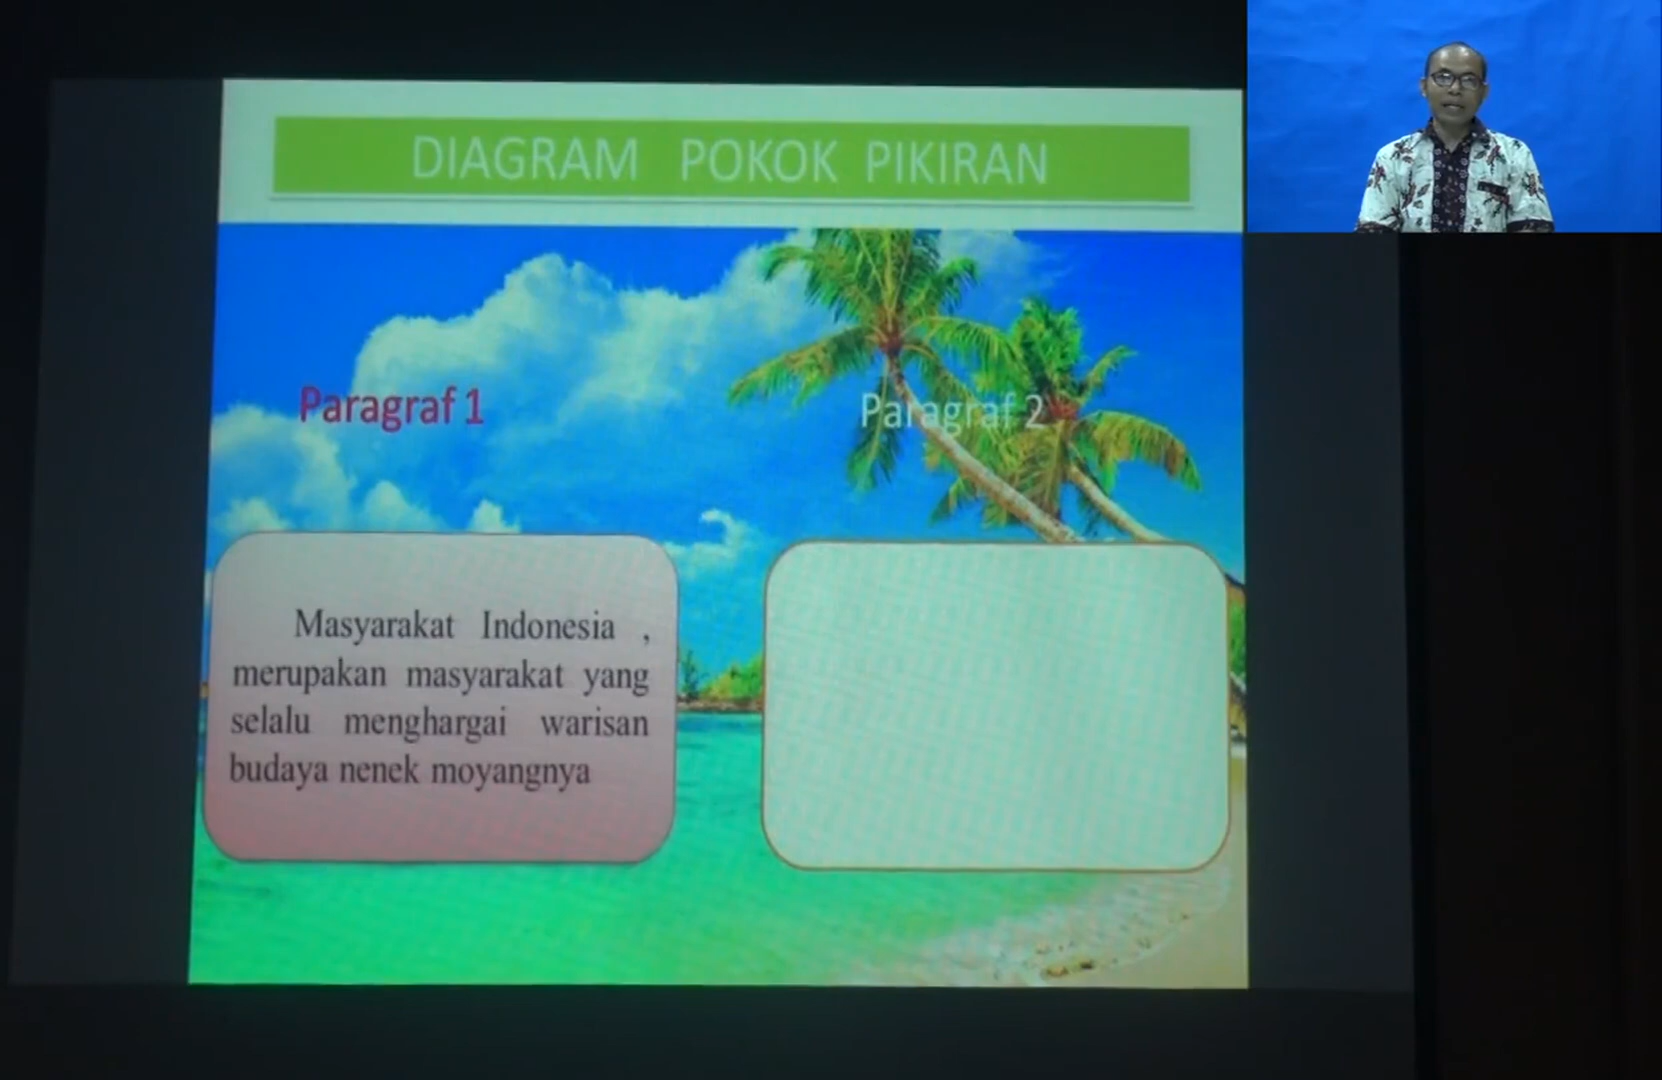 DIAGRAM POKOK PIKIRAN
Paragraf 1
Paragraf 2
Masyarakat Indonesia ,
merupakan masyarakat yang
selalu menghargai warisan
budaya nenek moyangnya